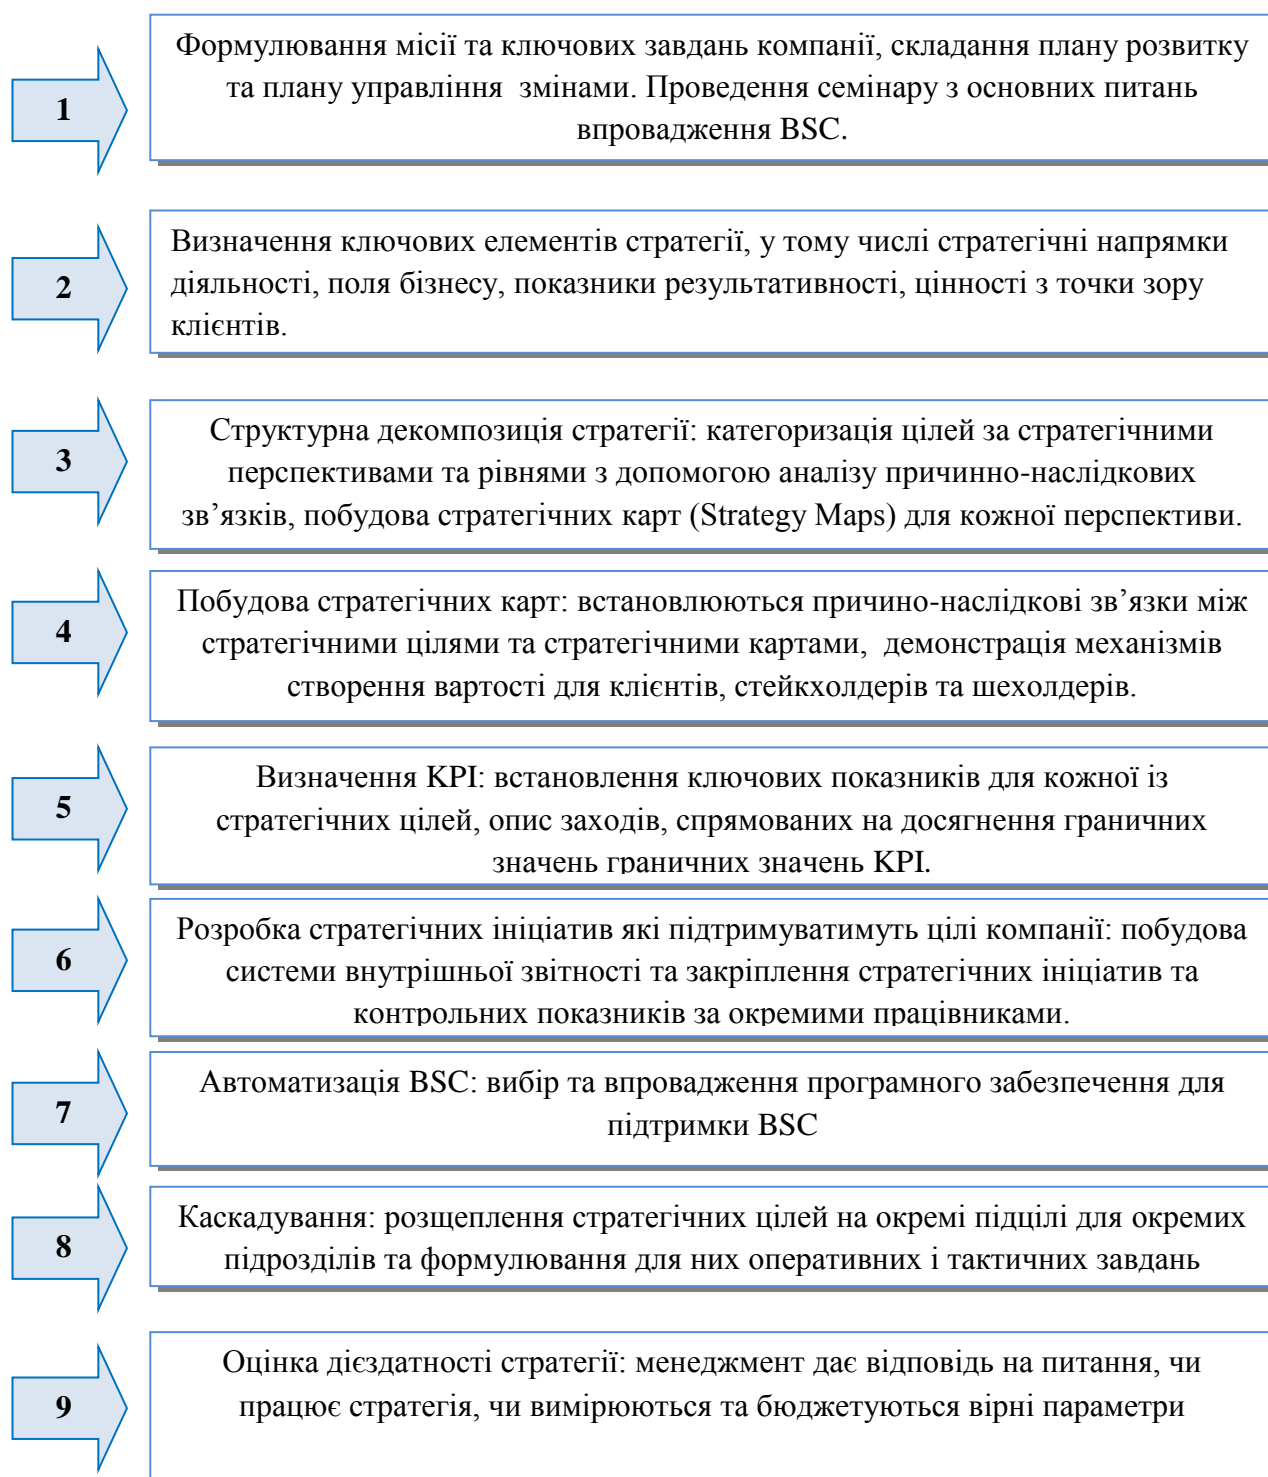 Формулювання місії та ключових завдань компанії, складання плану розвитку
та плану управління змінами. Проведення семінару з основних питань
впровадження BSC.
1
Визначення ключових елементів стратегії, у тому числі стратегічні напрямки
діяльності, поля бізнесу, показники результативності, цінності з точки зору
клієнтів.
2
Структурна декомпозиція стратегії: категоризація цілей за стратегічними
перспективами та рівнями з допомогою аналізу причинно-наслідкових
зв’язків, побудова стратегічних карт (Strategy Maps) для кожної перспективи.
3
Побудова стратегічних карт: встановлюються причино-наслідкові зв’язки між
стратегічними цілями та стратегічними картами, демонстрація механізмів
створення вартості для клієнтів, стейкхолдерів та шехолдерів.
4
Визначення KPI: встановлення ключових показників для кожної із
стратегічних цілей, опис заходів, спрямованих на досягнення граничних
значень граничних значень KPI.
5
Розробка стратегічних ініціатив які підтримуватимуть цілі компанії: побудова
системи внутрішньої звітності та закріплення стратегічних ініціатив та
контрольних показників за окремими працівниками.
6
Автоматизація BSC: вибір та впровадження програмного забезпечення для
підтримки BSC
7
Каскадування: розщеплення стратегічних цілей на окремі підцілі для окремих
підрозділів та формулювання для них оперативних і тактичних завдань
8
Оцінка дієздатності стратегії: менеджмент дає відповідь на питання, чи
працює стратегія, чи вимірюються та бюджетуються вірні параметри
9